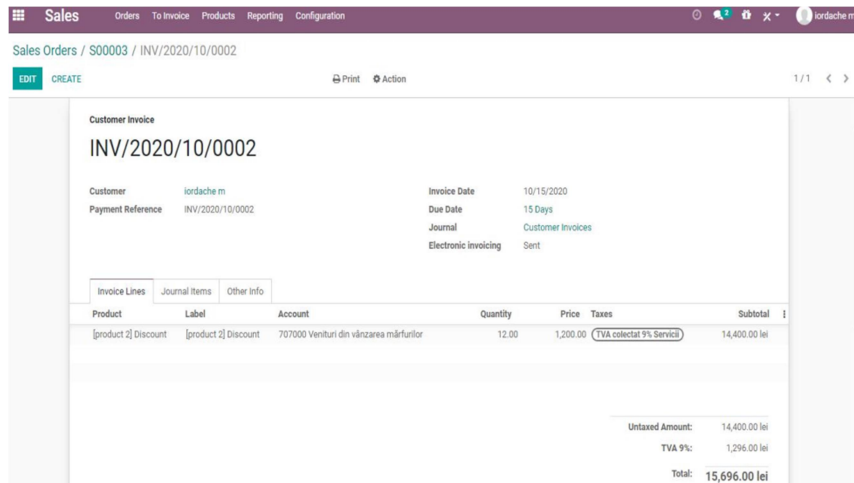 Sales Orders To Invoice Products Reporting Configuration 2 iordache m
Sales Orders / S00003 / INV/2020/10/0002
EDIT CREATE Print Action 1 / 1
Customer Invoice
INV/2020/10/0002
Customer iordache m Invoice Date 10/15/2020
Payment Reference INV/2020/10/0002 Due Date 15 Days
Journal Customer Invoices
Electronic invoicing Sent
Invoice Lines Journal Items Other Info
Product Label Account Quantity Price Taxes Subtotal
[product 2] Discount [product 2] Discount 707000 Venituri din vânzarea mărfurilor 12.00 1,200.00 TVA colectat 9% Servicii 14,400.00 lei
Untaxed Amount: 14,400.00 lei
TVA 9%: 1,296.00 lei
Total: 15,696.00 lei